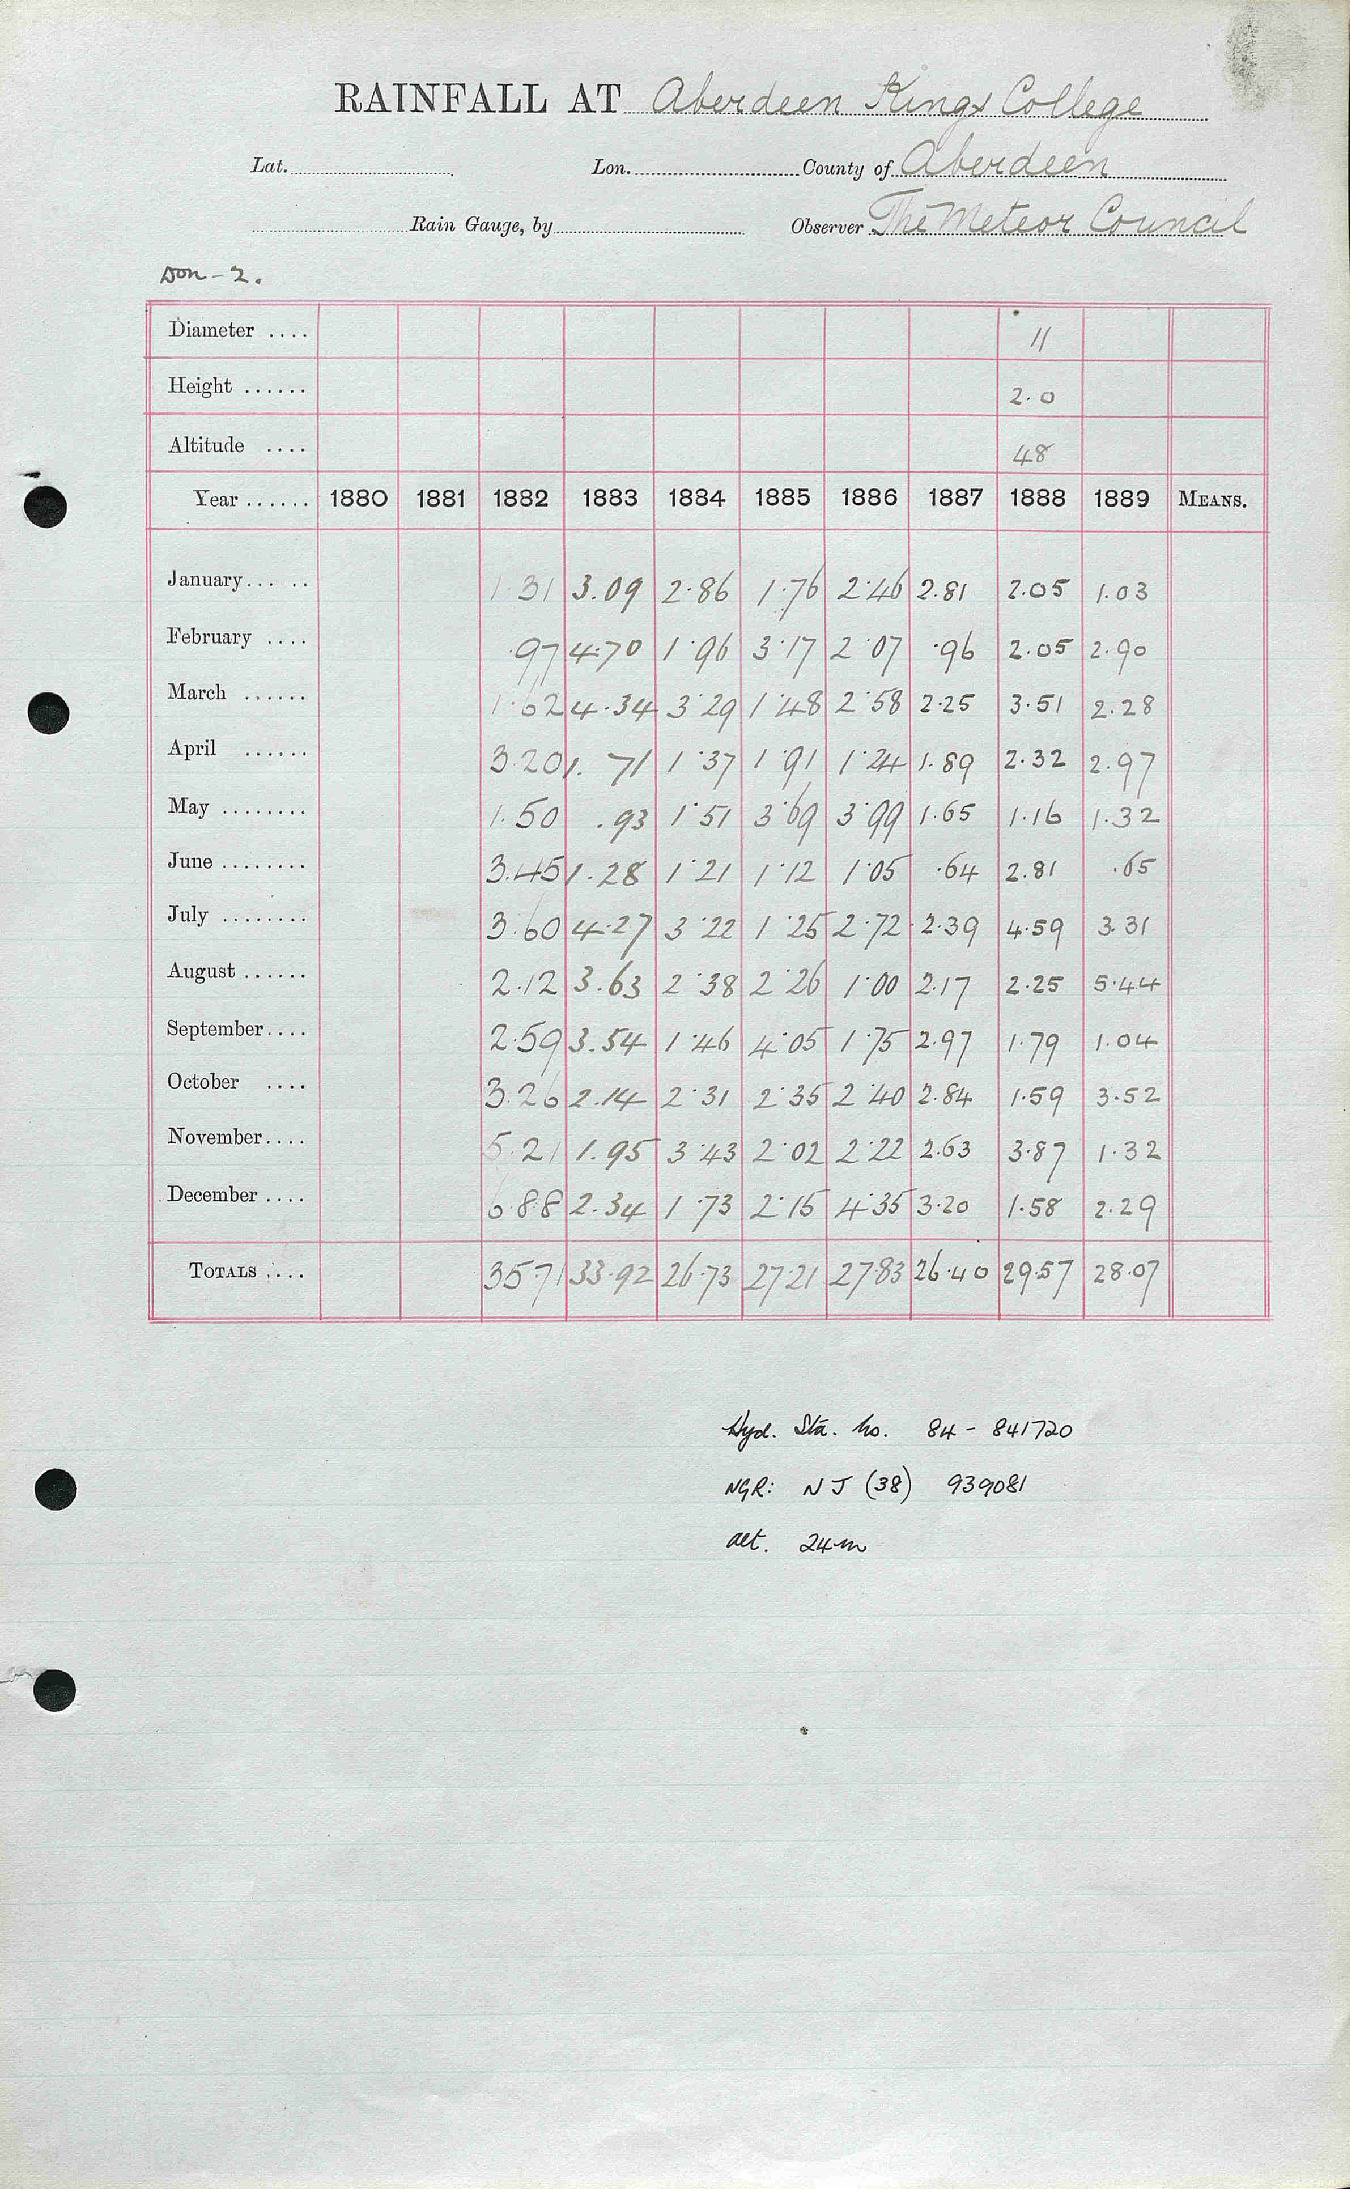 RAINFALL AT Aberdeen Kings College
Lat. Lon. County of Aberdeen
Rain Gauge, by Observer The Meteor Council
Don - 2.
Diameter .... 11
Height ...... 2.0
Altitude .... 48
Year ...... 1880 1881 1882 1883 1884 1885 1886 1887 1888 1889 MEANS.
January... .. 1.31 3.09 2.86 1.76 2.46 2.81 2.05 1.03
February .... .97 4.70 1.96 3.17 2.07 .96 2.05 2.90
March ...... 1.62 4.34 3.29 1.48 2.58 2.25 3.51 2.28
April ...... 3.20 1.71 1.37 1.91 1.24 1.89 2.32 2.97
May ........ 1.50 .93 1.51 3.69 3.99 1.65 1.16 1.32
June ........ 3.45 1.28 1.21 1.12 1.05 .64 2.81 .65
July ........ 3.60 4.27 3.22 1.25 2.72 2.39 4.59 3.31
August ...... 2.12 3.63 2.38 2.26 1.00 2.17 2.25 5.44
September.... 2.59 3.54 1.46 4.05 1.75 2.97 1.79 1.04
October .... 3.26 2.14 2.31 2.35 2.40 2.84 1.59 3.52
November.... 5.21 1.95 3.43 2.02 2.22 2.63 3.87 1.32
December .... 6.88 2.34 1.73 2.15 4.35 3.20 1.58 2.29
TOTALS .... 35.71 33.92 26.73 27.21 27.83 26.40 29.57 28.07
Hyd. Sta. No. 84 - 841720
NGR: NJ (38) 939081
alt. 24m